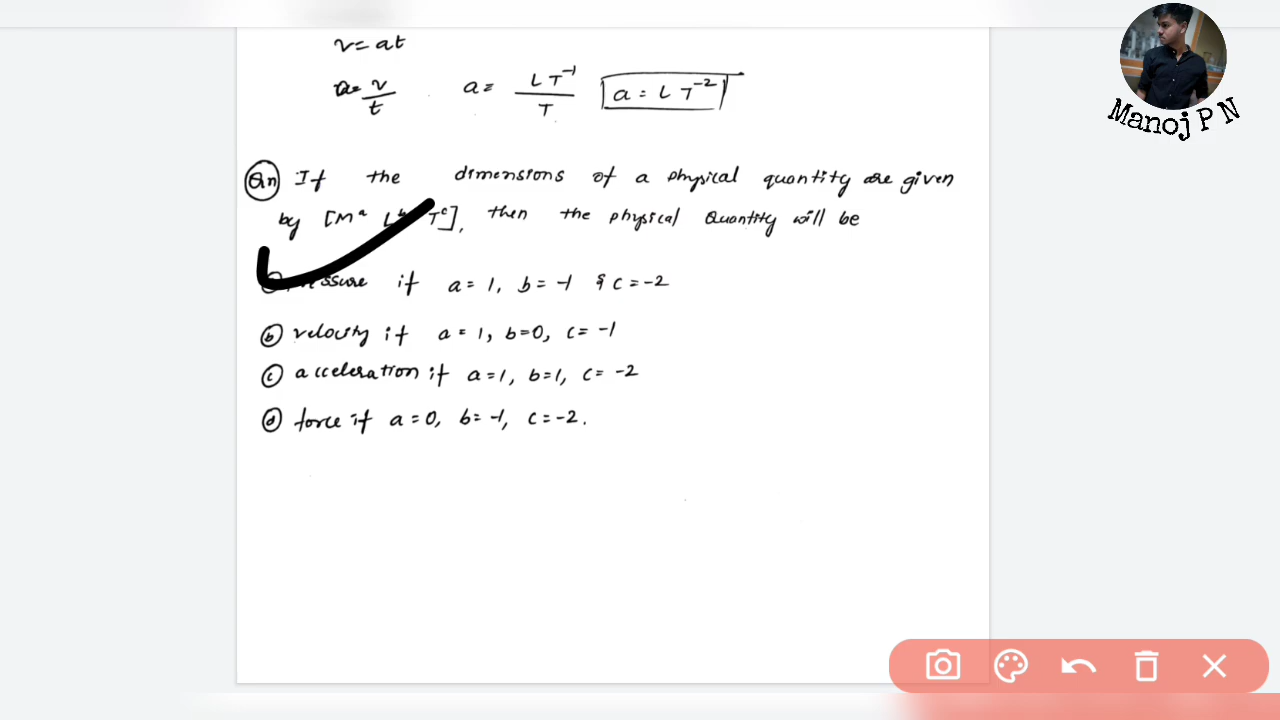 v = at
a = v/t a = LT⁻¹/T a = LT⁻²
Qn If the dimensions of a physical quantity are given
by [Mᵃ Lᵇ Tᶜ], then the physical Quantity will be
if a = 1, b = -1 & c = -2
(b) velocity if a = 1, b=0, c = -1
(c) acceleration if a=1, b=1, c = -2
(d) force if a = 0, b = -1, c = -2.
Manoj P N